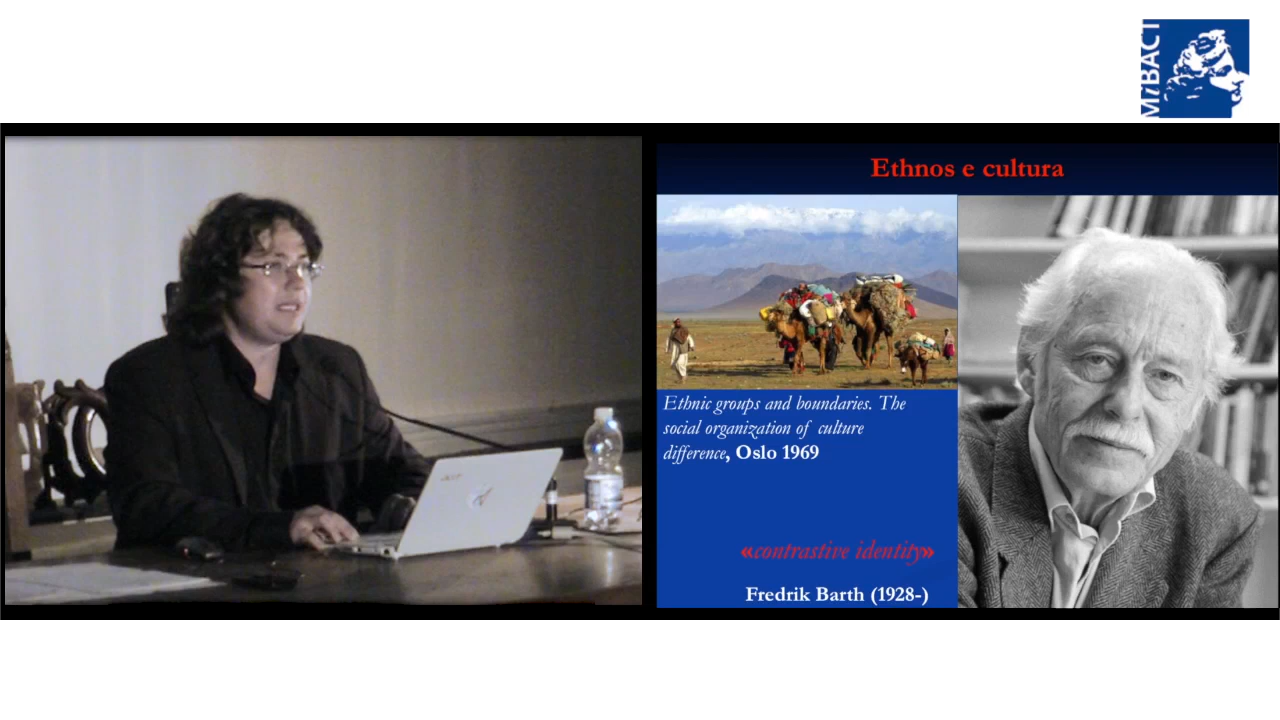 MiBACT
Ethnos e cultura
Ethnic groups and boundaries. The
social organization of culture
difference, Oslo 1969
«contrastive identity»
Fredrik Barth (1928-)
acer